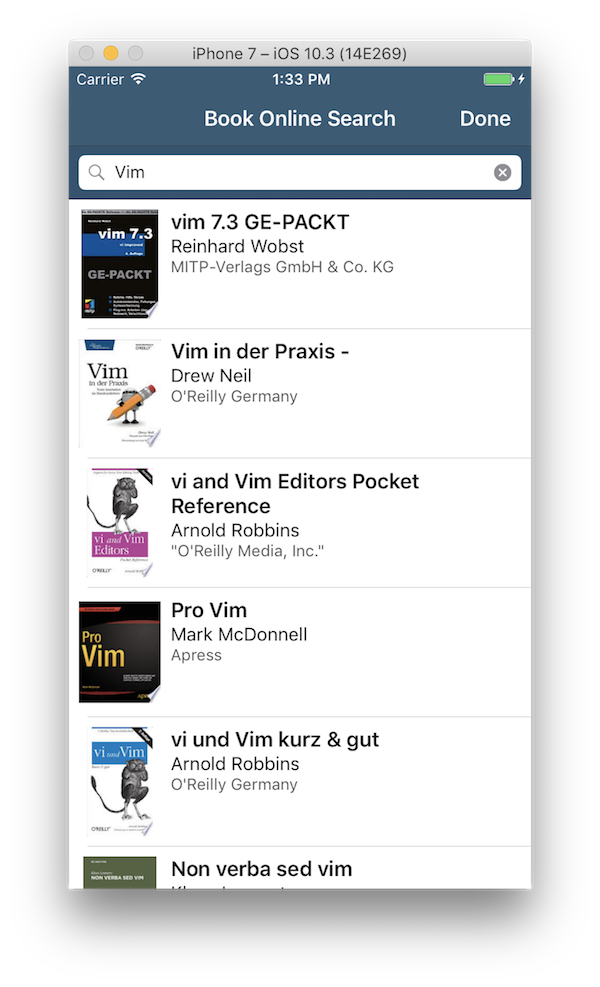 iPhone 7 – iOS 10.3 (14E269)
Carrier 1:33 PM
Book Online Search Done
Vim
vim 7.3
GE-PACKT
vim 7.3 GE-PACKT
Reinhard Wobst
MITP-Verlags GmbH & Co. KG
O'REILLY
Vim
in der Praxis
Vim in der Praxis -
Drew Neil
O'Reilly Germany
vi and Vim
Editors
Pocket Reference
O'REILLY
vi and Vim Editors Pocket
Reference
Arnold Robbins
"O'Reilly Media, Inc."
Pro
Vim
Pro Vim
Mark McDonnell
Apress
vi und Vim
O'REILLY
vi und Vim kurz & gut
Arnold Robbins
O'Reilly Germany
NON VERBA SED VIM
Non verba sed vim